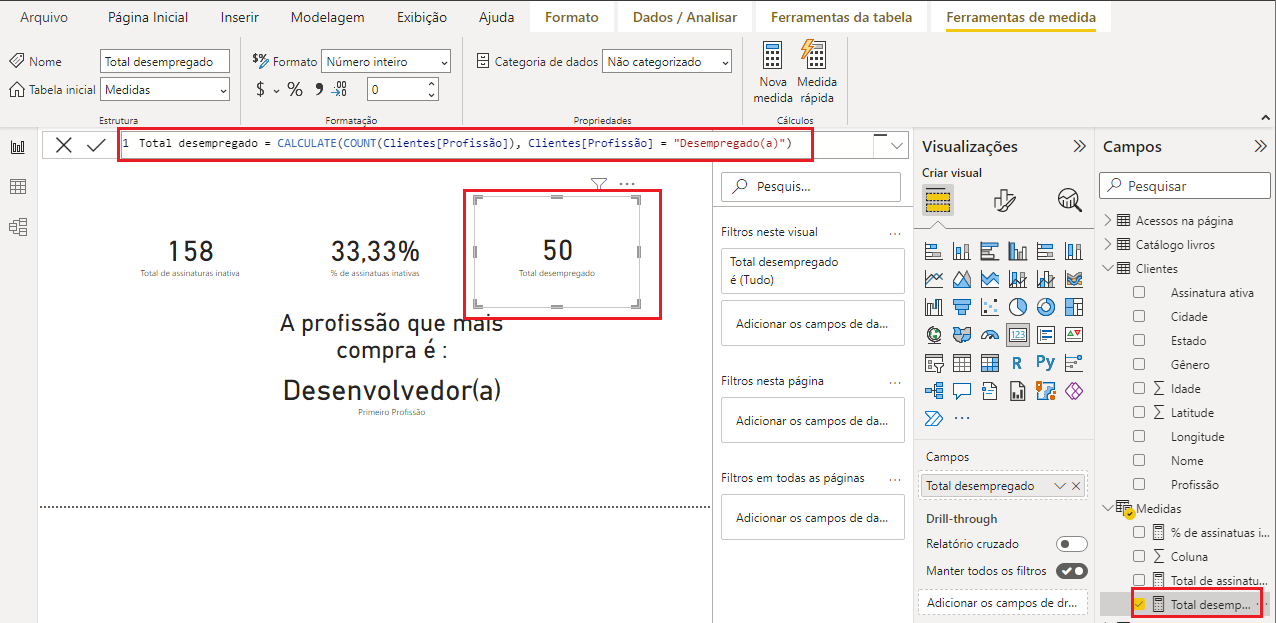 Arquivo Página Inicial Inserir Modelagem Exibição Ajuda Formato Dados / Analisar Ferramentas da tabela Ferramentas de medida
Nome Total desempregado
Tabela inicial Medidas
Estrutura
$% Formato Número inteiro
$ % 9 .00 0
Formatação
Categoria de dados Não categorizado
Propriedades
Nova medida
Medida rápida
Cálculos
1 Total desempregado = CALCULATE(COUNT(Clientes[Profissão]), Clientes[Profissão] = "Desempregado(a)")
158
Total de assinaturas inativa
33,33%
% de assinatuas inativas
50
Total desempregado
A profissão que mais
compra é :
Desenvolvedor(a)
Primeiro Profissão
Pesquis...
Filtros neste visual ...
Total desempregado
é (Tudo)
Adicionar os campos de da...
Filtros nesta página ...
Adicionar os campos de da...
Filtros em todas as páginas ...
Adicionar os campos de da...
Visualizações
Criar visual
123
R Py
...
Campos
Total desempregado
Drill-through
Relatório cruzado
Manter todos os filtros
Adicionar os campos de dr...
Campos
Pesquisar
Acessos na página
Catálogo livros
Clientes
Assinatura ativa
Cidade
Estado
Gênero
∑ Idade
∑ Latitude
Longitude
Nome
Profissão
Medidas
% de assinatuas i...
∑ Coluna
Total de assinatu...
Total desemp...